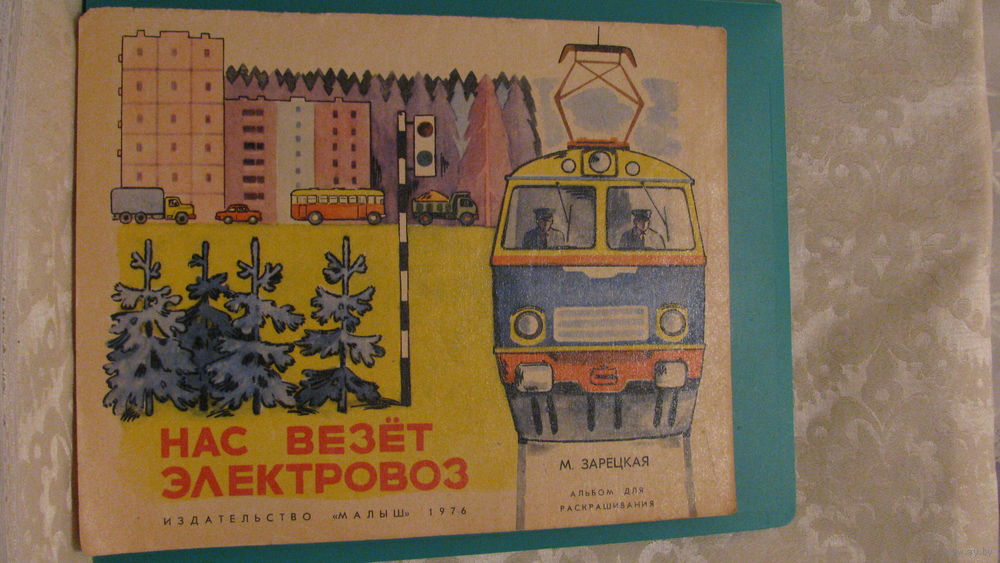 НАС ВЕЗЁТ
ЭЛЕКТРОВОЗ
ИЗДАТЕЛЬСТВО «МАЛЫШ» 1976
М. ЗАРЕЦКАЯ
АЛЬБОМ ДЛЯ
РАСКРАШИВАНИЯ